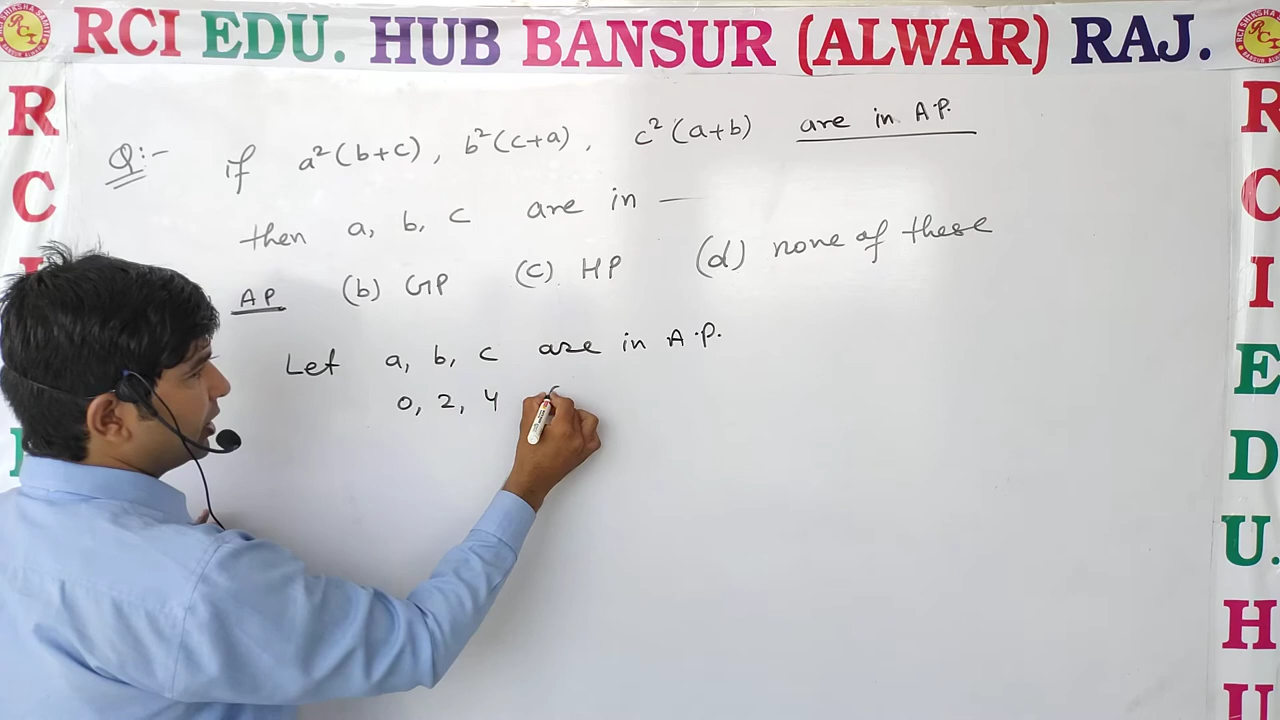 RCI EDU. HUB BANSUR (ALWAR) RAJ.
Q:- if a²(b+c), b²(c+a), c²(a+b) are in A.P.
then a, b, c are in —
AP (b) GP (c) HP (d) none of these
Let a, b, c are in A.P.
0, 2, 4
R
C
I
E
D
U.
H
U
R
C